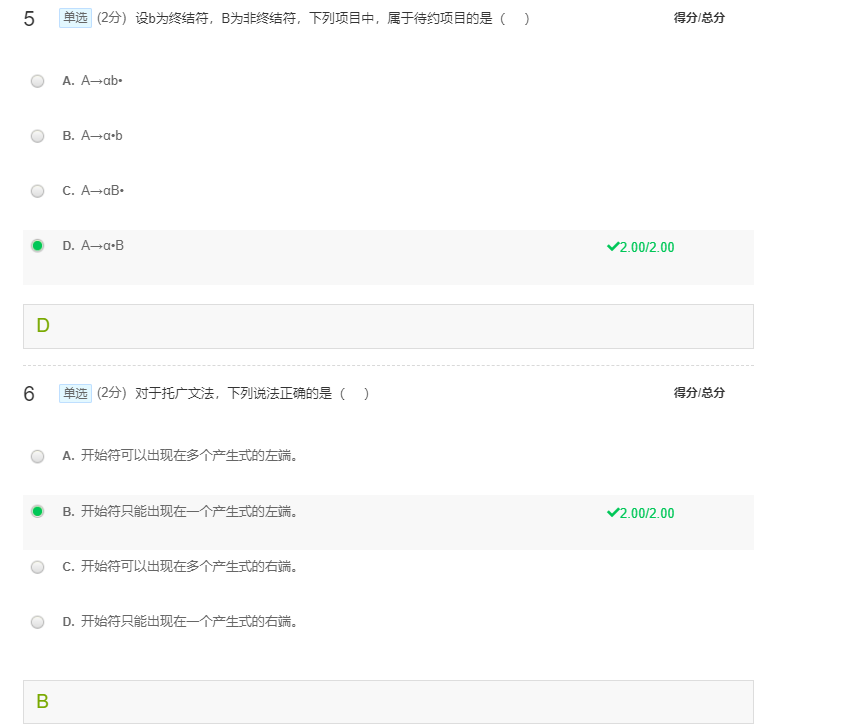 5 单选 (2分) 设b为终结符，B为非终结符，下列项目中，属于待约项目的是（ ） 得分/总分
A. A→αb•
B. A→α•b
C. A→αB•
D. A→α•B 2.00/2.00
D
6 单选 (2分) 对于托广文法，下列说法正确的是（ ） 得分/总分
A. 开始符可以出现在多个产生式的左端。
B. 开始符只能出现在一个产生式的左端。 2.00/2.00
C. 开始符可以出现在多个产生式的右端。
D. 开始符只能出现在一个产生式的右端。
B